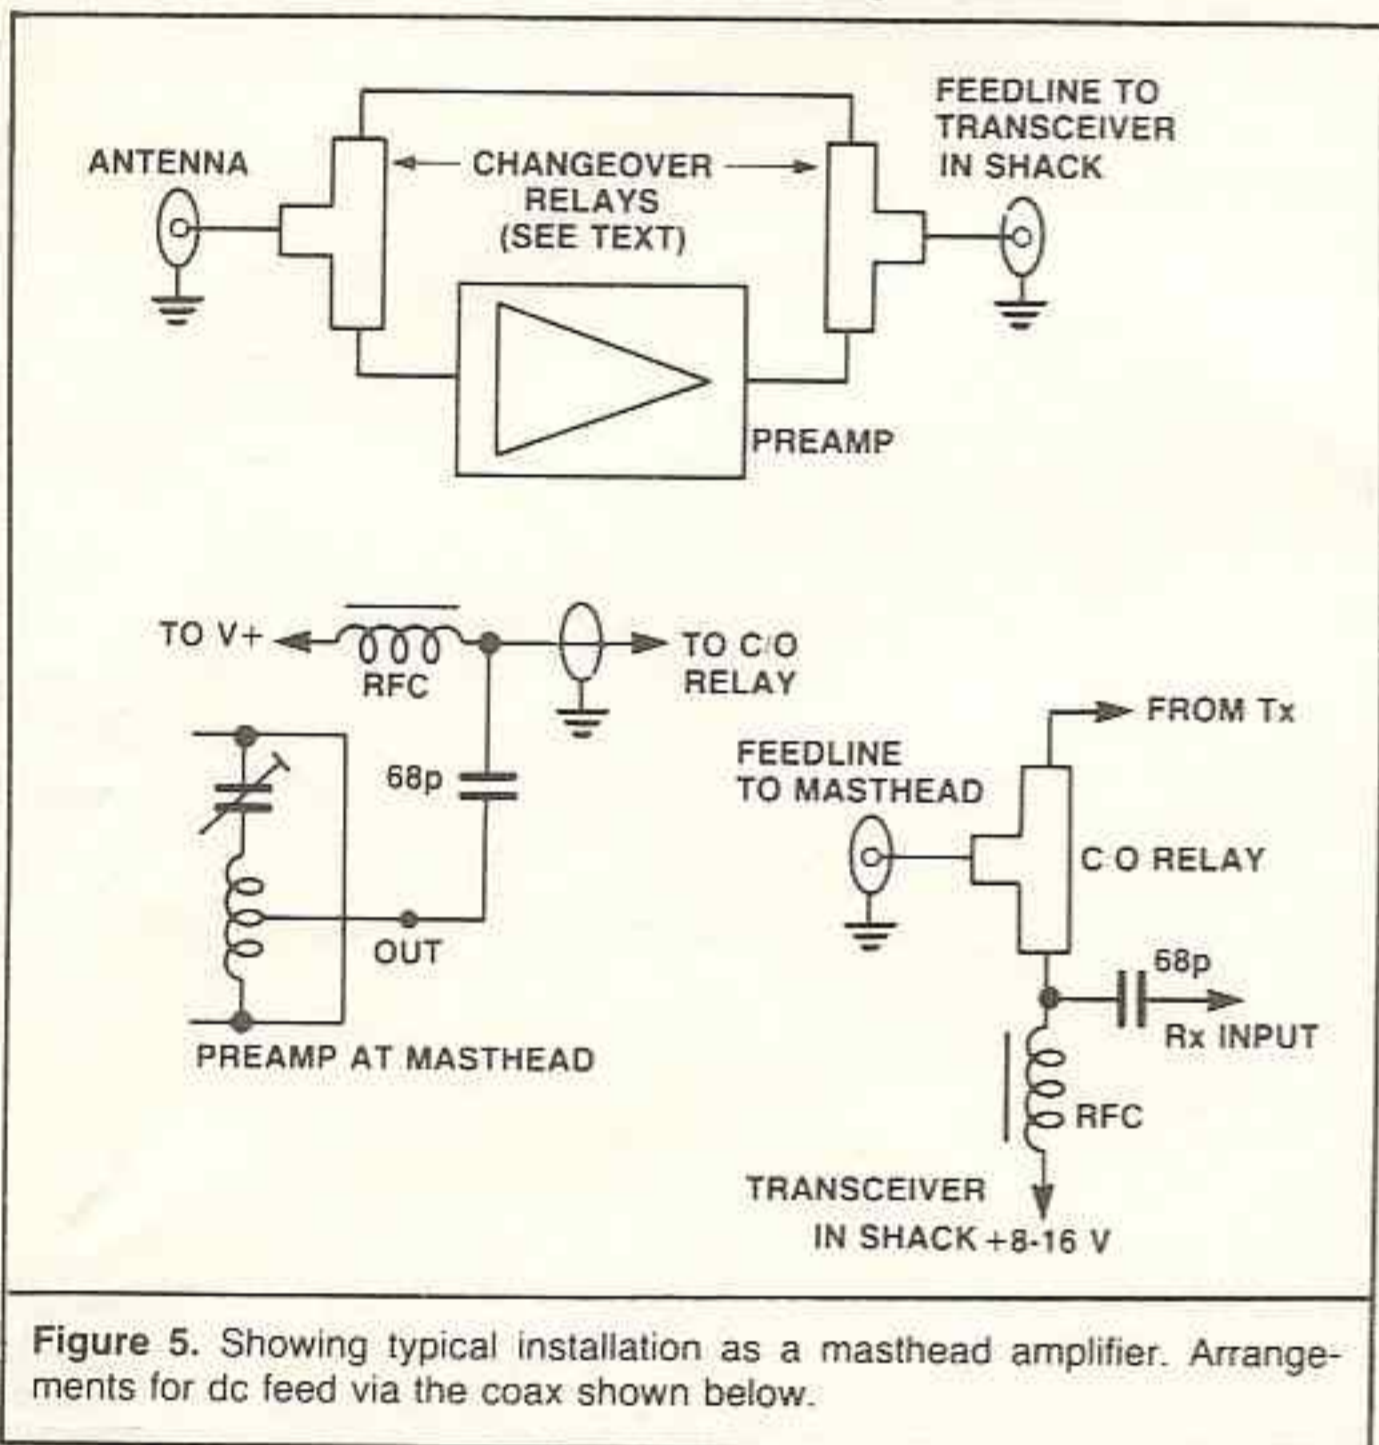 FEEDLINE TO
TRANSCEIVER
IN SHACK
ANTENNA
CHANGEOVER
RELAYS
(SEE TEXT)
PREAMP
TO V+
RFC
TO C/O
RELAY
68p
OUT
PREAMP AT MASTHEAD
FROM Tx
FEEDLINE
TO MASTHEAD
C O RELAY
68p
Rx INPUT
RFC
TRANSCEIVER
IN SHACK +8-16 V
Figure 5. Showing typical installation as a masthead amplifier. Arrange-
ments for dc feed via the coax shown below.